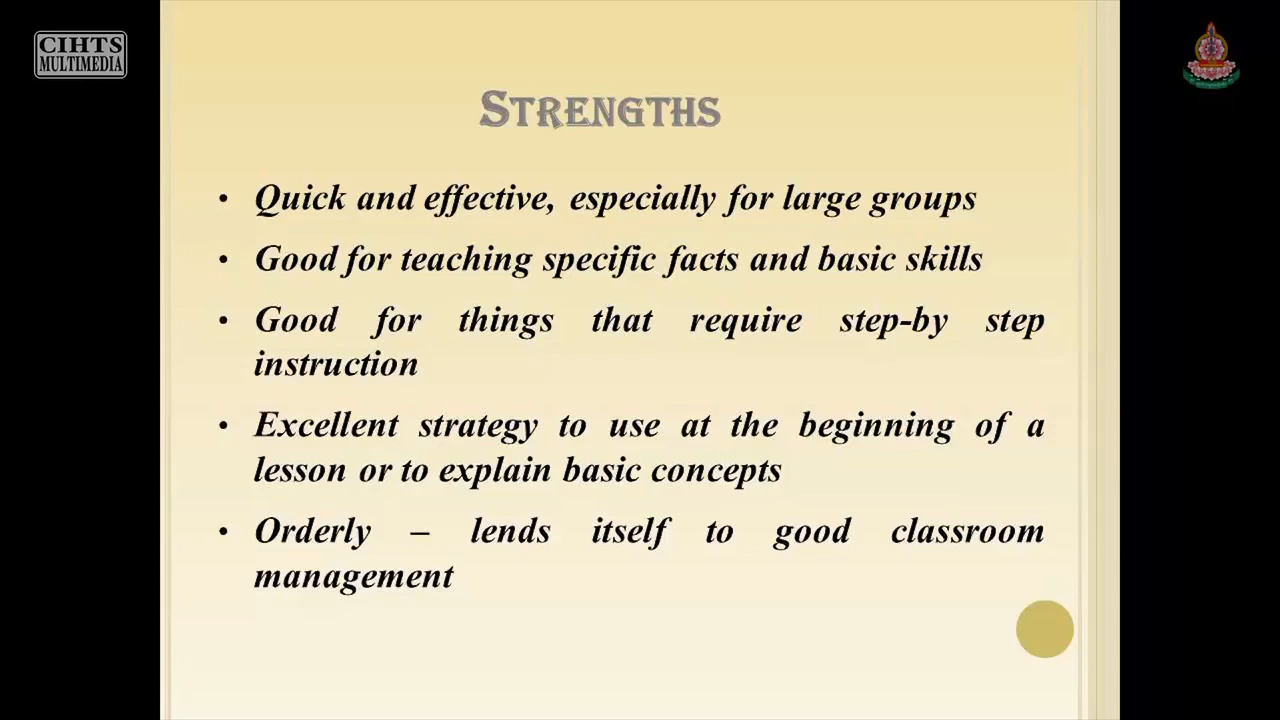 CIHTS
MULTIMEDIA
STRENGTHS
• Quick and effective, especially for large groups
• Good for teaching specific facts and basic skills
• Good for things that require step-by step
instruction
• Excellent strategy to use at the beginning of a
lesson or to explain basic concepts
• Orderly – lends itself to good classroom
management